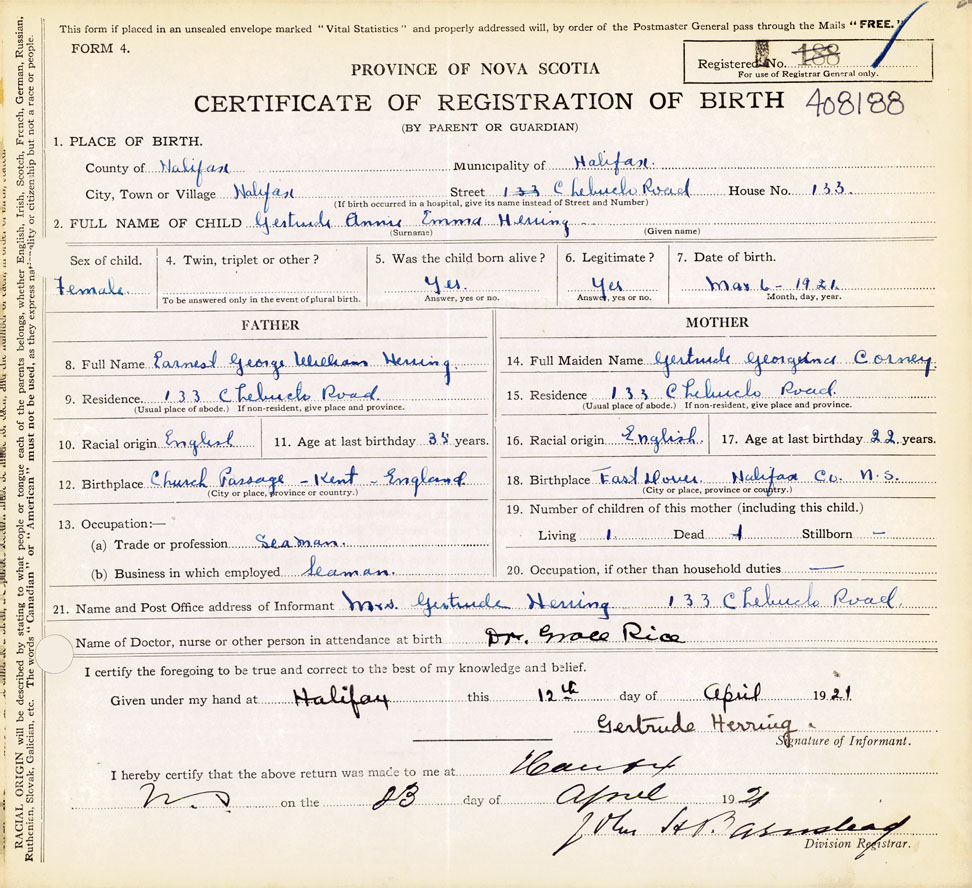 This form if placed in an unsealed envelope marked "Vital Statistics" and properly addressed will, by order of the Postmaster General pass through the Mails "FREE."
FORM 4.
Registered No. 188
For use of Registrar General only.
PROVINCE OF NOVA SCOTIA
CERTIFICATE OF REGISTRATION OF BIRTH 408188
(BY PARENT OR GUARDIAN)
1. PLACE OF BIRTH.
County of Halifax Municipality of Halifax.
City, Town or Village Halifax Street 133 Chebucto Road House No. 133.
(If birth occurred in a hospital, give its name instead of Street and Number)
2. FULL NAME OF CHILD Gertrude Annie Emma Herring
(Surname) (Given name)
Sex of child. 4. Twin, triplet or other? 5. Was the child born alive? 6. Legitimate? 7. Date of birth.
Female. Yes. Yes Mar 6 - 1921.
To be answered only in the event of plural birth. Answer, yes or no. Answer, yes or no. Month, day, year.
FATHER MOTHER
8. Full Name Earnest George William Herring. 14. Full Maiden Name Gertrude Georgeina Corney.
9. Residence. 133 Chebucto Road. 15. Residence 133 Chebucto Road.
(Usual place of abode.) If non-resident, give place and province. (Usual place of abode.) If non-resident, give place and province.
10. Racial origin English 11. Age at last birthday years. 16. Racial origin English. 17. Age at last birthday 22 years.
12. Birthplace Church Passage - Kent - England. 18. Birthplace East Dover. Halifax Co. N.S.
(City or place, province or country.) (City or place, province or country.)
19. Number of children of this mother (including this child.)
13. Occupation:—
(a) Trade or profession Seaman. Living 1. Dead 1 Stillborn —
(b) Business in which employed Seaman. 20. Occupation, if other than household duties —
21. Name and Post Office address of Informant Mrs. Gertrude Herring 133 Chebucto Road.
Name of Doctor, nurse or other person in attendance at birth Dr. Grace Rice
I certify the foregoing to be true and correct to the best of my knowledge and belief.
Given under my hand at Halifax this 12th day of April 1921
Gertrude Herring.
Signature of Informant.
I hereby certify that the above return was made to me at Halifax
N.S on the day of April 1921
John H Barnstead
Division Registrar.
RACIAL ORIGIN will be described by stating to what people or tongue each of the parents belongs, whether English, Irish, Scotch, French, German, Russian,
Ruthenian, Slovak, Galician, etc. The words "Canadian" or "American" must not be used, as they express nationality or citizenship but not a race or people.